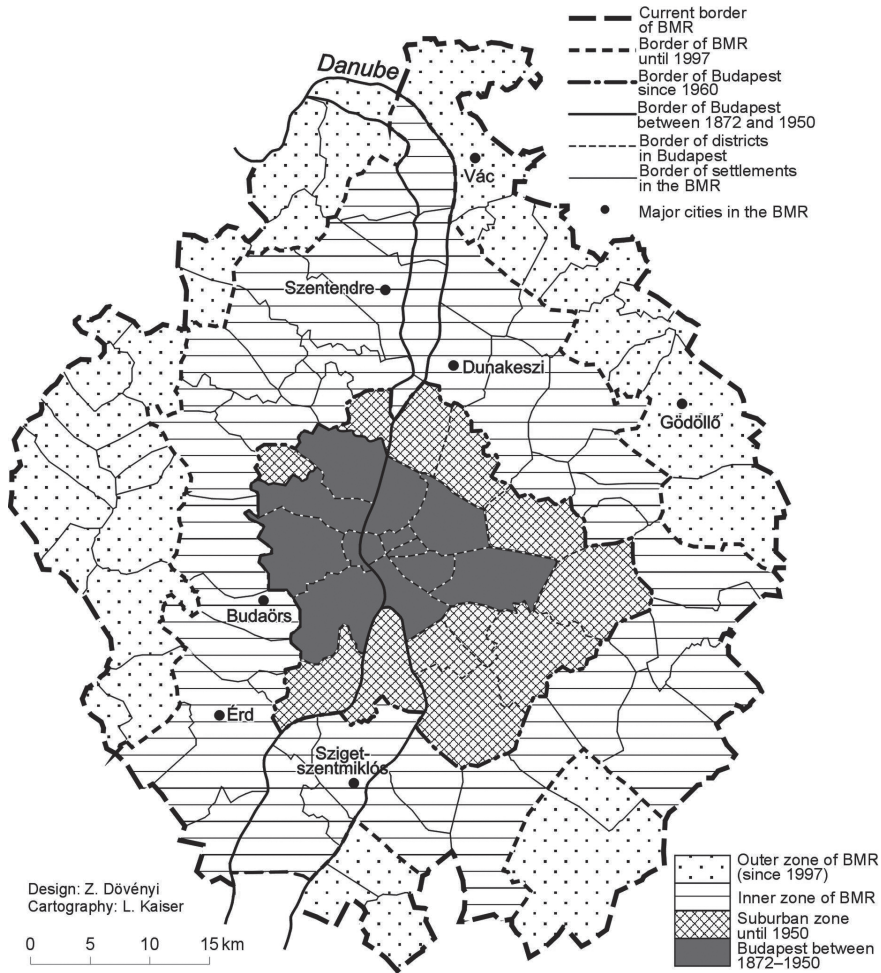 Current border
of BMR
Border of BMR
until 1997
Border of Budapest
since 1960
Border of Budapest
between 1872 and 1950
Border of districts
in Budapest
Border of settlements
in the BMR
Major cities in the BMR
Danube
Vác
Szentendre
Dunakeszi
Gödöllő
Budaörs
Érd
Sziget-
szentmiklós
Design: Z. Dövényi
Cartography: L. Kaiser
0 5 10 15 km
Outer zone of BMR
(since 1997)
Inner zone of BMR
Suburban zone
until 1950
Budapest between
1872–1950